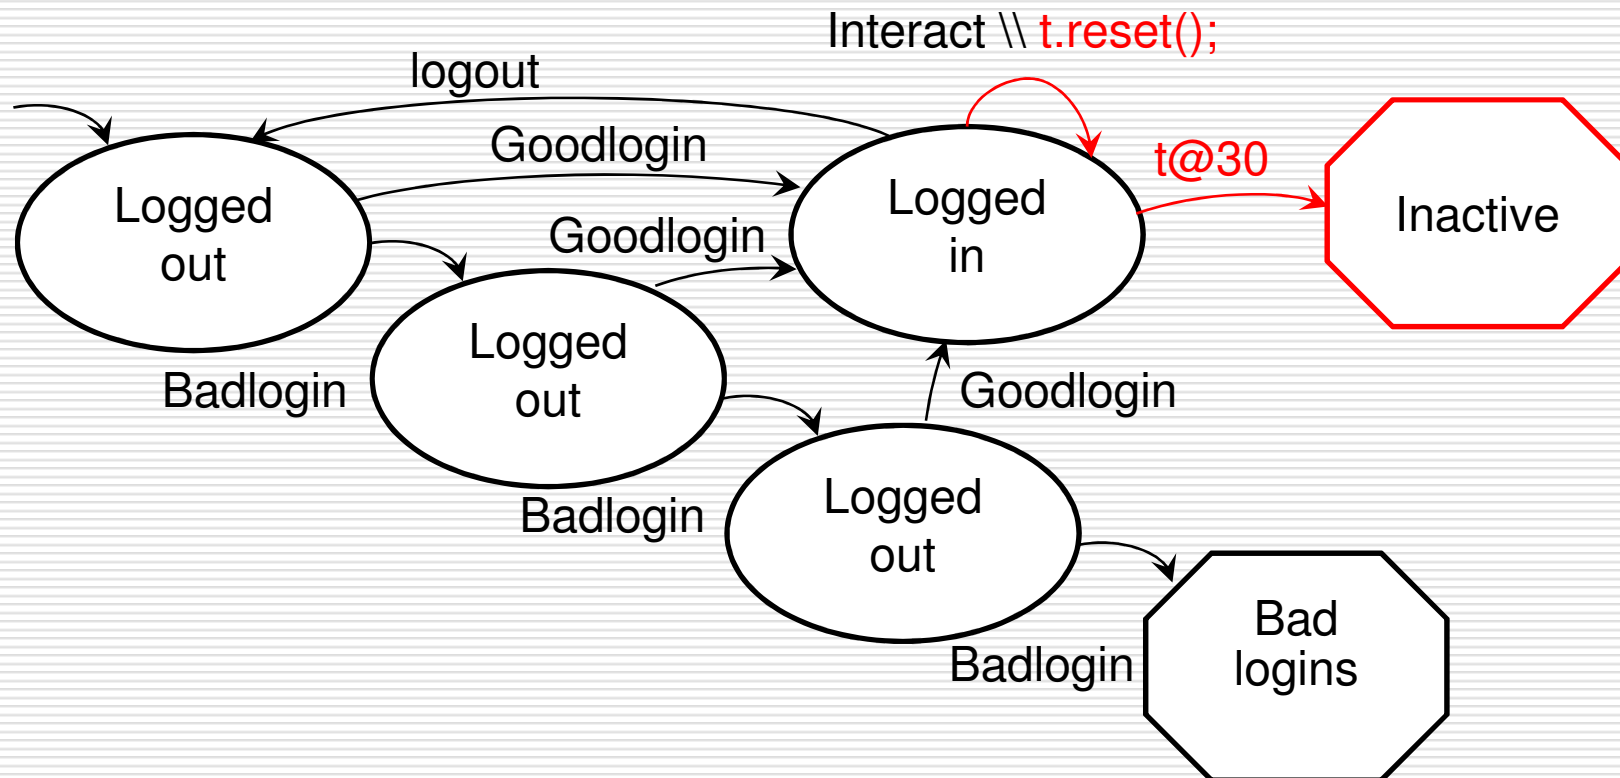 Interact \\ t.reset();
logout
Goodlogin
t@30
Logged
out
Logged
in
Inactive
Goodlogin
Logged
out
Badlogin
Goodlogin
Badlogin
Logged
out
Badlogin
Bad
logins